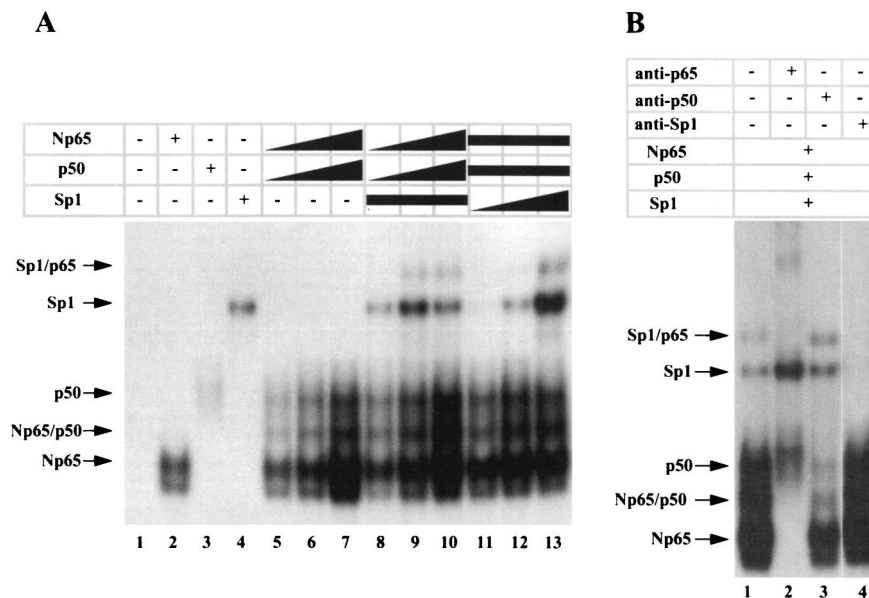 A
Np65 - + - -
p50 - - + -
Sp1 - - - + - - -
Sp1/p65
Sp1
p50
Np65/p50
Np65
1 2 3 4 5 6 7 8 9 10 11 12 13
B
anti-p65 - + - -
anti-p50 - - + -
anti-Sp1 - - - +
Np65 +
p50 +
Sp1 +
Sp1/p65
Sp1
p50
Np65/p50
Np65
1 2 3 4